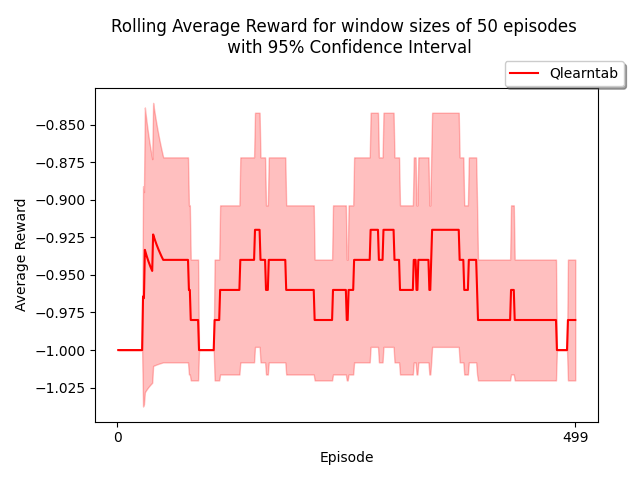 Rolling Average Reward for window sizes of 50 episodes
with 95% Confidence Interval
Qlearntab
−0.850
−0.875
−0.900
−0.925
−0.950
−0.975
−1.000
−1.025
Average Reward
0
499
Episode